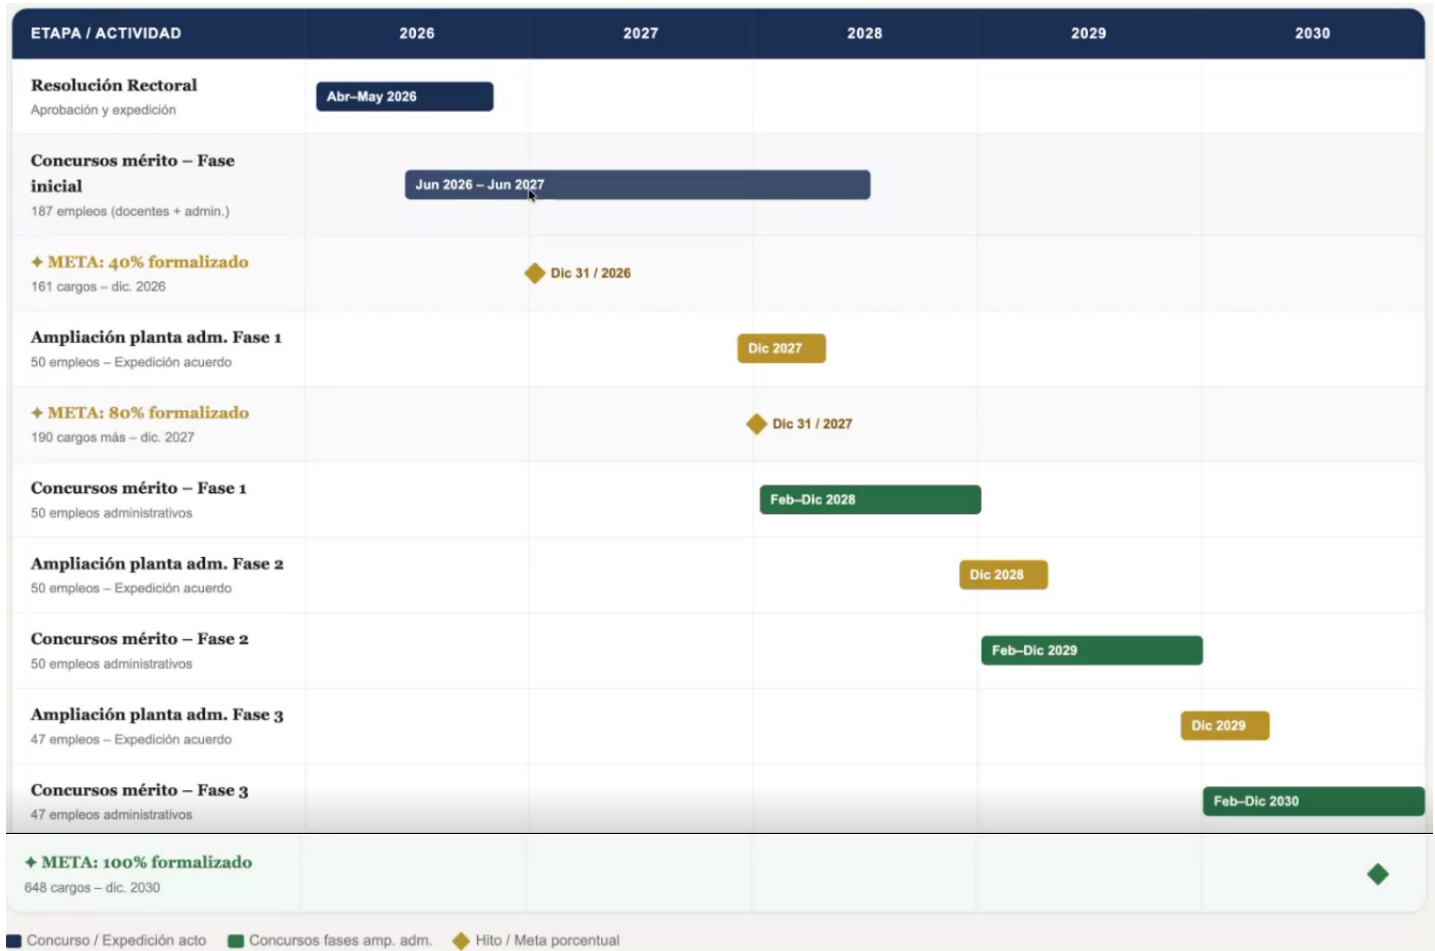 ETAPA / ACTIVIDAD 2026 2027 2028 2029 2030
Resolución Rectoral
Abr–May 2026
Aprobación y expedición
Concursos mérito – Fase
inicial
Jun 2026 – Jun 2027
187 empleos (docentes + admin.)
✦ META: 40% formalizado
Dic 31 / 2026
161 cargos – dic. 2026
Ampliación planta adm. Fase 1
Dic 2027
50 empleos – Expedición acuerdo
✦ META: 80% formalizado
Dic 31 / 2027
190 cargos más – dic. 2027
Concursos mérito – Fase 1
Feb–Dic 2028
50 empleos administrativos
Ampliación planta adm. Fase 2
Dic 2028
50 empleos – Expedición acuerdo
Concursos mérito – Fase 2
Feb–Dic 2029
50 empleos administrativos
Ampliación planta adm. Fase 3
Dic 2029
47 empleos – Expedición acuerdo
Concursos mérito – Fase 3
Feb–Dic 2030
47 empleos administrativos
✦ META: 100% formalizado
648 cargos – dic. 2030
Concurso / Expedición acto Concursos fases amp. adm. Hito / Meta porcentual